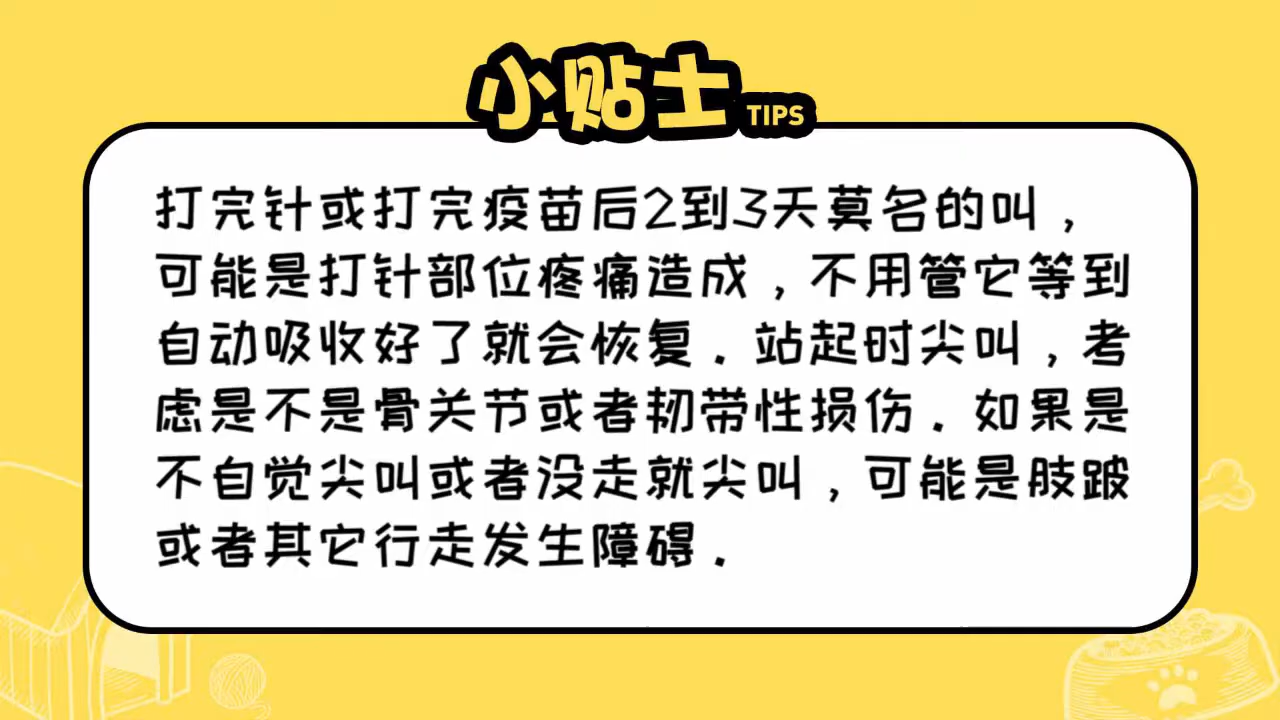 小贴士 TIPS
打完针或打完疫苗后2到3天莫名的叫，
可能是打针部位疼痛造成，不用管它等到
自动吸收好了就会恢复．站起时尖叫，考
虑是不是骨关节或者韧带性损伤．如果是
不自觉尖叫或者没走就尖叫，可能是肢跛
或者其它行走发生障碍．